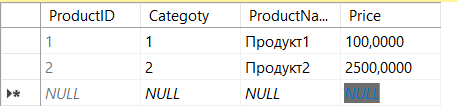 ProductID Categoty ProductNa... Price
1 1 Продукт1 100,0000
2 2 Продукт2 2500,0000
NULL NULL NULL NULL